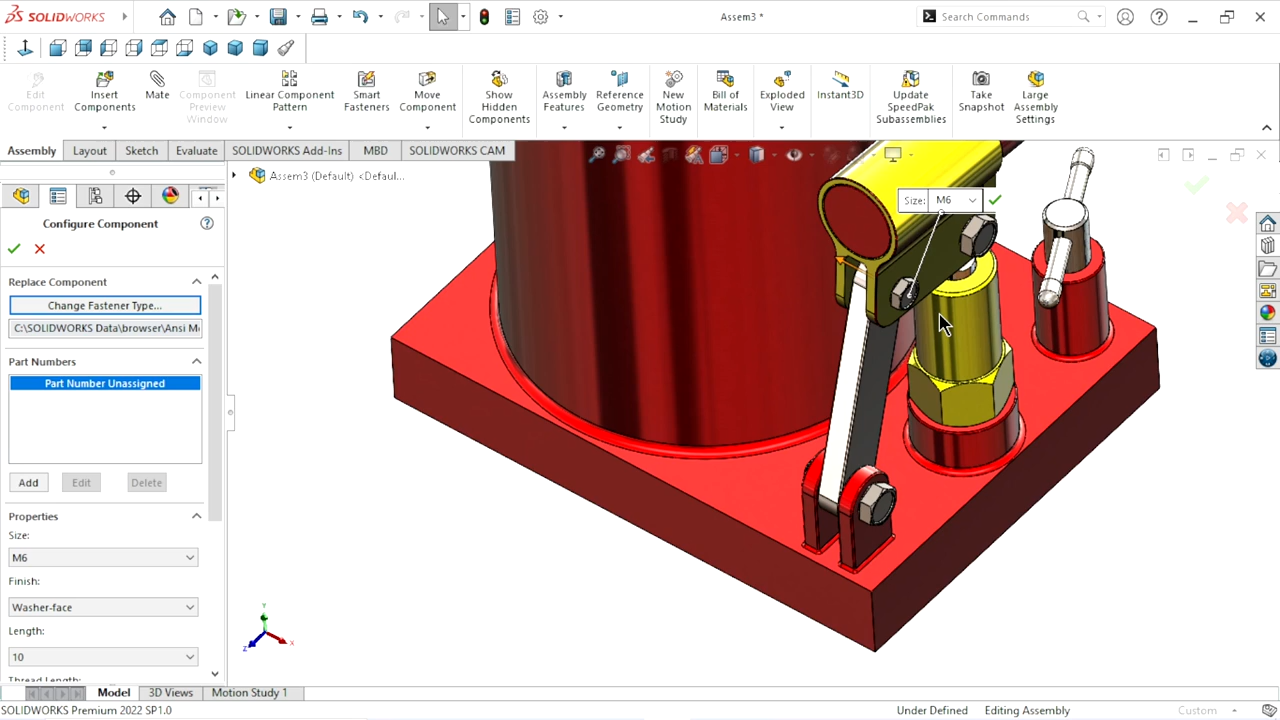 SOLIDWORKS
Assem3 *
Search Commands
Edit
Component
Insert
Components
Mate
Component
Preview
Window
Linear Component
Pattern
Smart
Fasteners
Move
Component
Show
Hidden
Components
Assembly
Features
Reference
Geometry
New
Motion
Study
Bill of
Materials
Exploded
View
Instant3D
Update
SpeedPak
Subassemblies
Take
Snapshot
Large
Assembly
Settings
Assembly Layout Sketch Evaluate SOLIDWORKS Add-Ins MBD SOLIDWORKS CAM
Assem3 (Default) <Defaul...
Size: M6
Configure Component
Replace Component
Change Fastener Type...
C:\SOLIDWORKS Data\browser\Ansi M
Part Numbers
Part Number Unassigned
Add Edit Delete
Properties
Size:
M6
Finish:
Washer-face
Length:
10
Thread Length:
Y
X
Z
Model 3D Views Motion Study 1
SOLIDWORKS Premium 2022 SP1.0
Under Defined Editing Assembly Custom